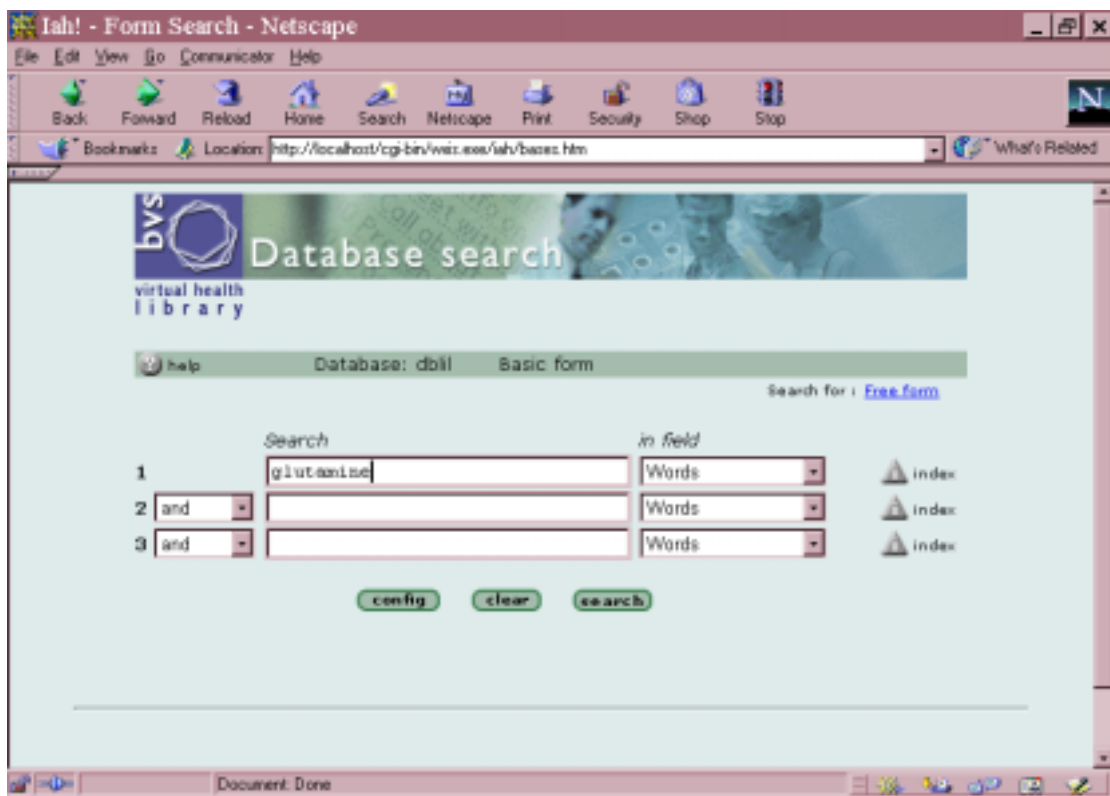 Iah! - Form Search - Netscape
File Edit View Go Communicator Help
Back Forward Reload Home Search Netscape Print Security Shop Stop
N
Bookmarks Location: http://localhost/cgi-bin/wxis.exe/iah/bases.htm What's Related
bvs
Database search
virtual health
library
help Database: dblil Basic form
Search for : Free form
Search in field
1 glutamine Words index
2 and Words index
3 and Words index
config clear search
Document: Done